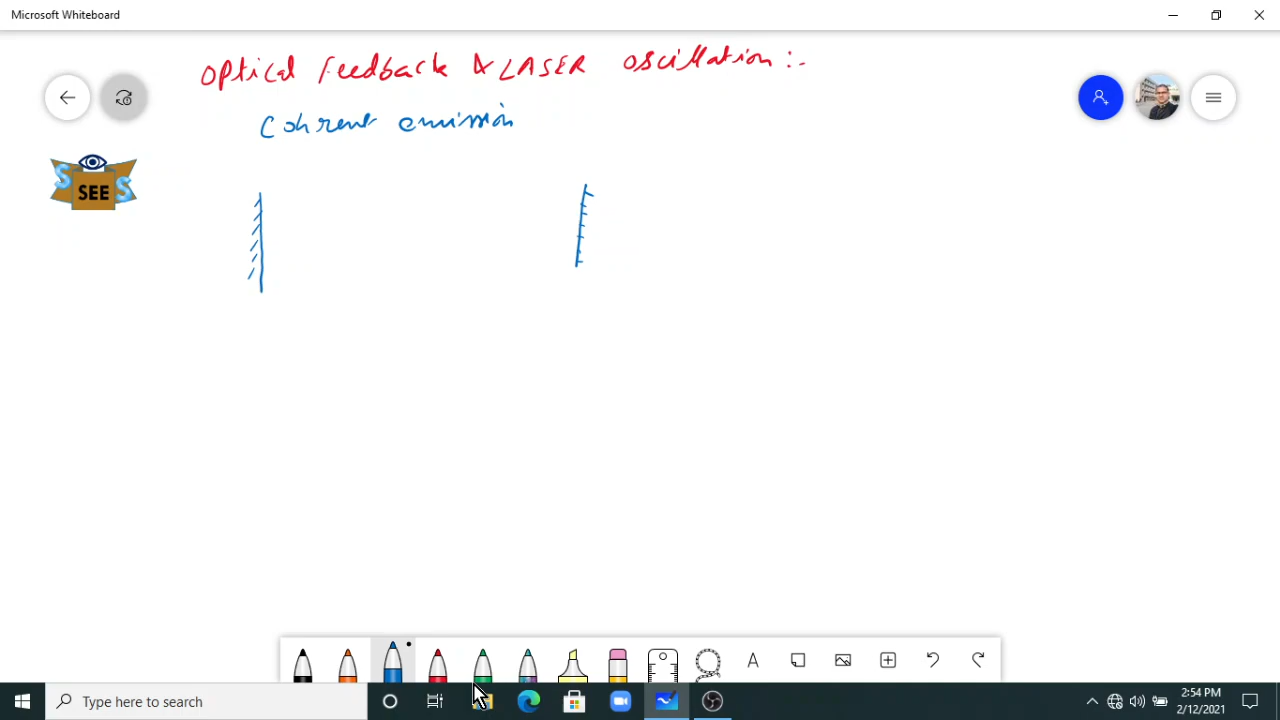 Microsoft Whiteboard
Optical Feedback & LASER oscillation :-
Cohrent emission
S SEE S
A
Type here to search
2:54 PM
2/12/2021